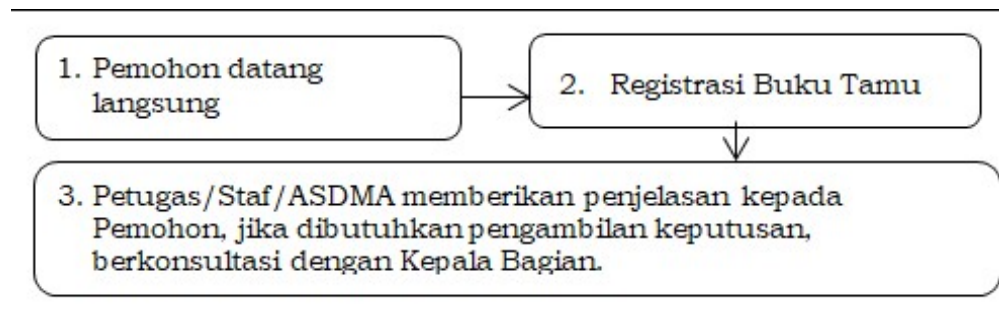 1. Pemohon datang
langsung
2. Registrasi Buku Tamu
3. Petugas/Staf/ASDMA memberikan penjelasan kepada
Pemohon, jika dibutuhkan pengambilan keputusan,
berkonsultasi dengan Kepala Bagian.